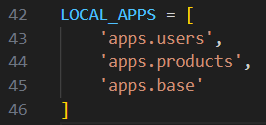 42 LOCAL_APPS = [
43     'apps.users',
44     'apps.products',
45     'apps.base'
46 ]